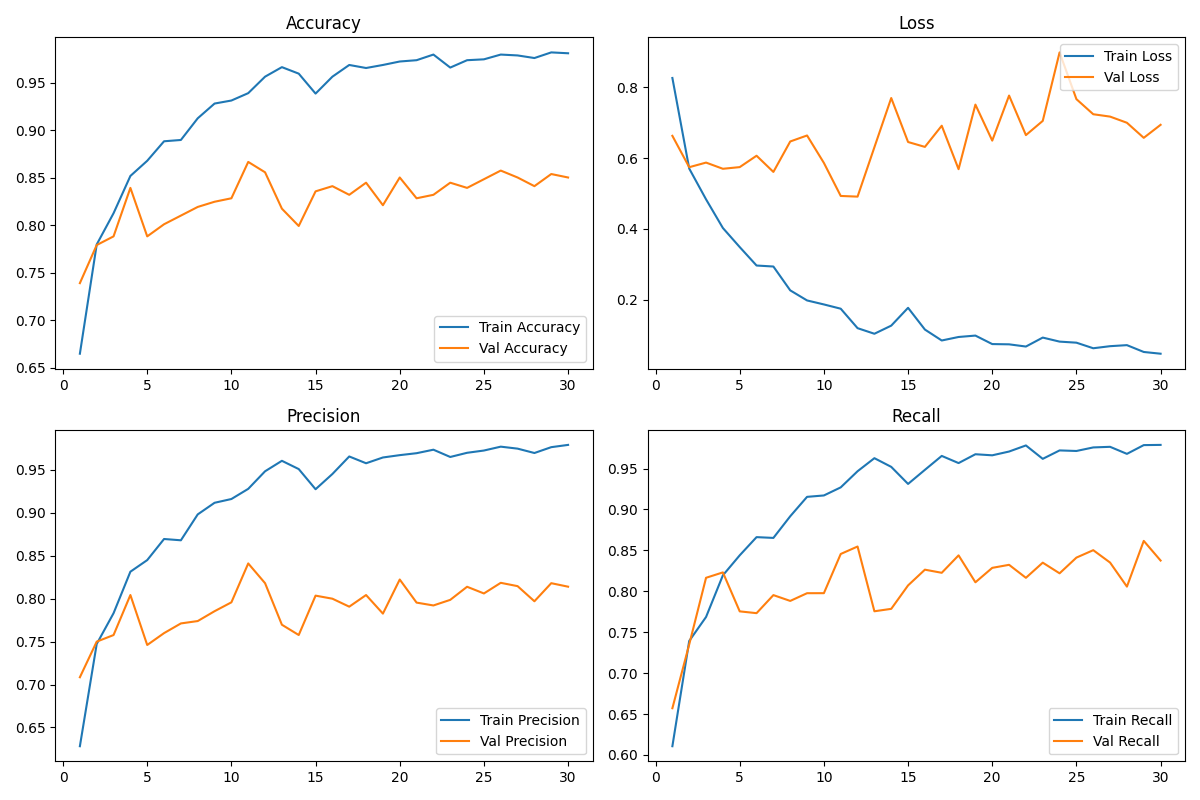 Accuracy
0.95
0.90
0.85
0.80
0.75
0.70
0.65
0 5 10 15 20 25 30
Train Accuracy
Val Accuracy
Loss
0.8
0.6
0.4
0.2
0 5 10 15 20 25 30
Train Loss
Val Loss
Precision
0.95
0.90
0.85
0.80
0.75
0.70
0.65
0 5 10 15 20 25 30
Train Precision
Val Precision
Recall
0.95
0.90
0.85
0.80
0.75
0.70
0.65
0.60
0 5 10 15 20 25 30
Train Recall
Val Recall